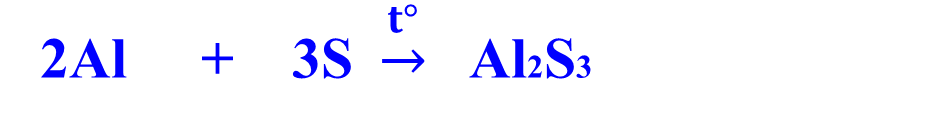 t°
2Al + 3S → Al₂S₃